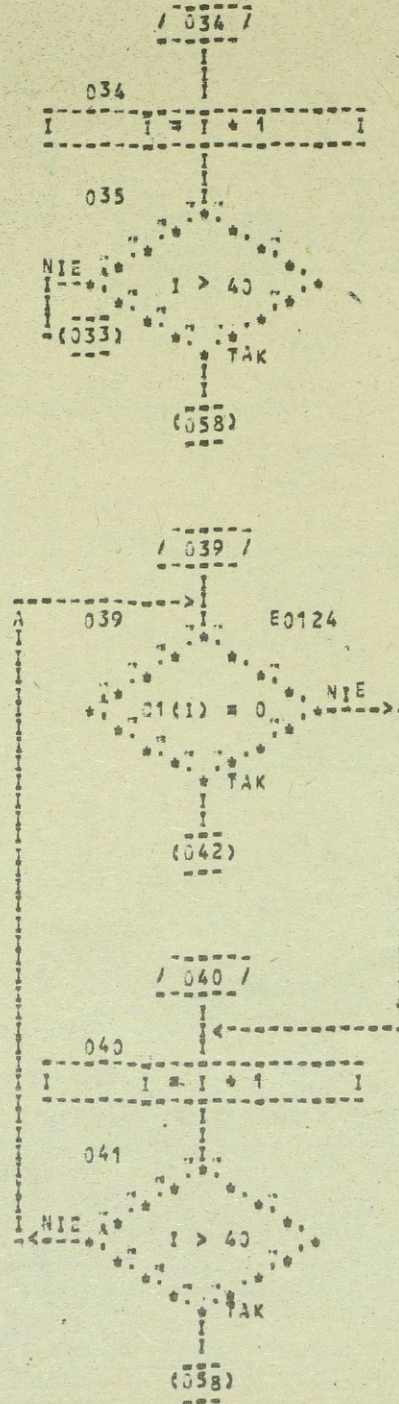 / 034 /
034
I I = I + 1 I
035
NIE
I > 40
(033)
TAK
(058)
/ 039 /
039 E0124
NIE
C1(I) = 0
TAK
(042)
/ 040 /
040
I I = I + 1 I
041
NIE
I > 40
TAK
(058)